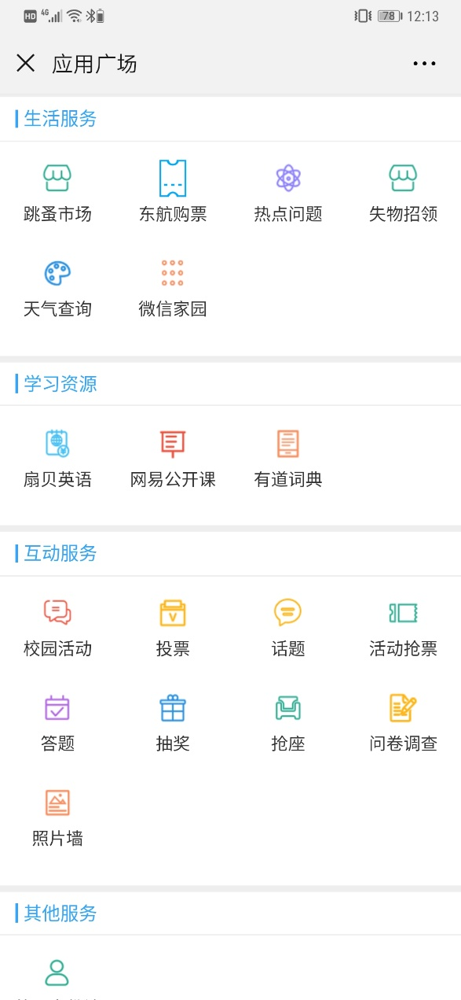 HD 4G 78 12:13
应用广场
生活服务
跳蚤市场 东航购票 热点问题 失物招领
天气查询 微信家园
学习资源
扇贝英语 网易公开课 有道词典
互动服务
校园活动 投票 话题 活动抢票
答题 抽奖 抢座 问卷调查
照片墙
其他服务